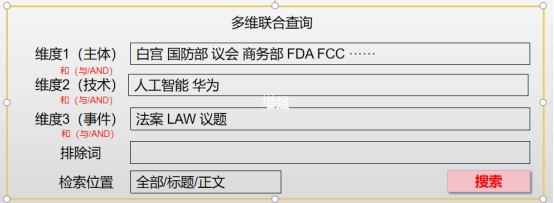 多维联合查询
维度1（主体） 白宫 国防部 议会 商务部 FDA FCC ……
和（与/AND）
维度2（技术） 人工智能 华为
和（与/AND）
维度3（事件） 法案 LAW 议题
和（与/AND）
排除词
检索位置 全部/标题/正文 搜索